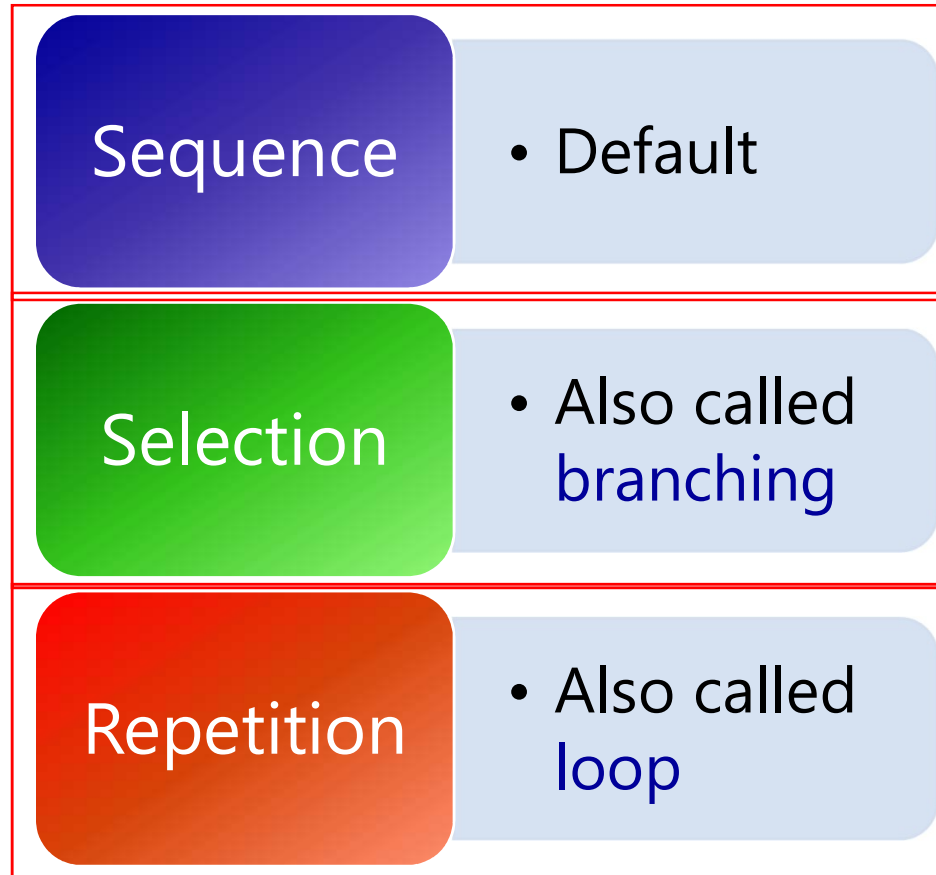 Sequence
• Default
Selection
• Also called
branching
Repetition
• Also called
loop